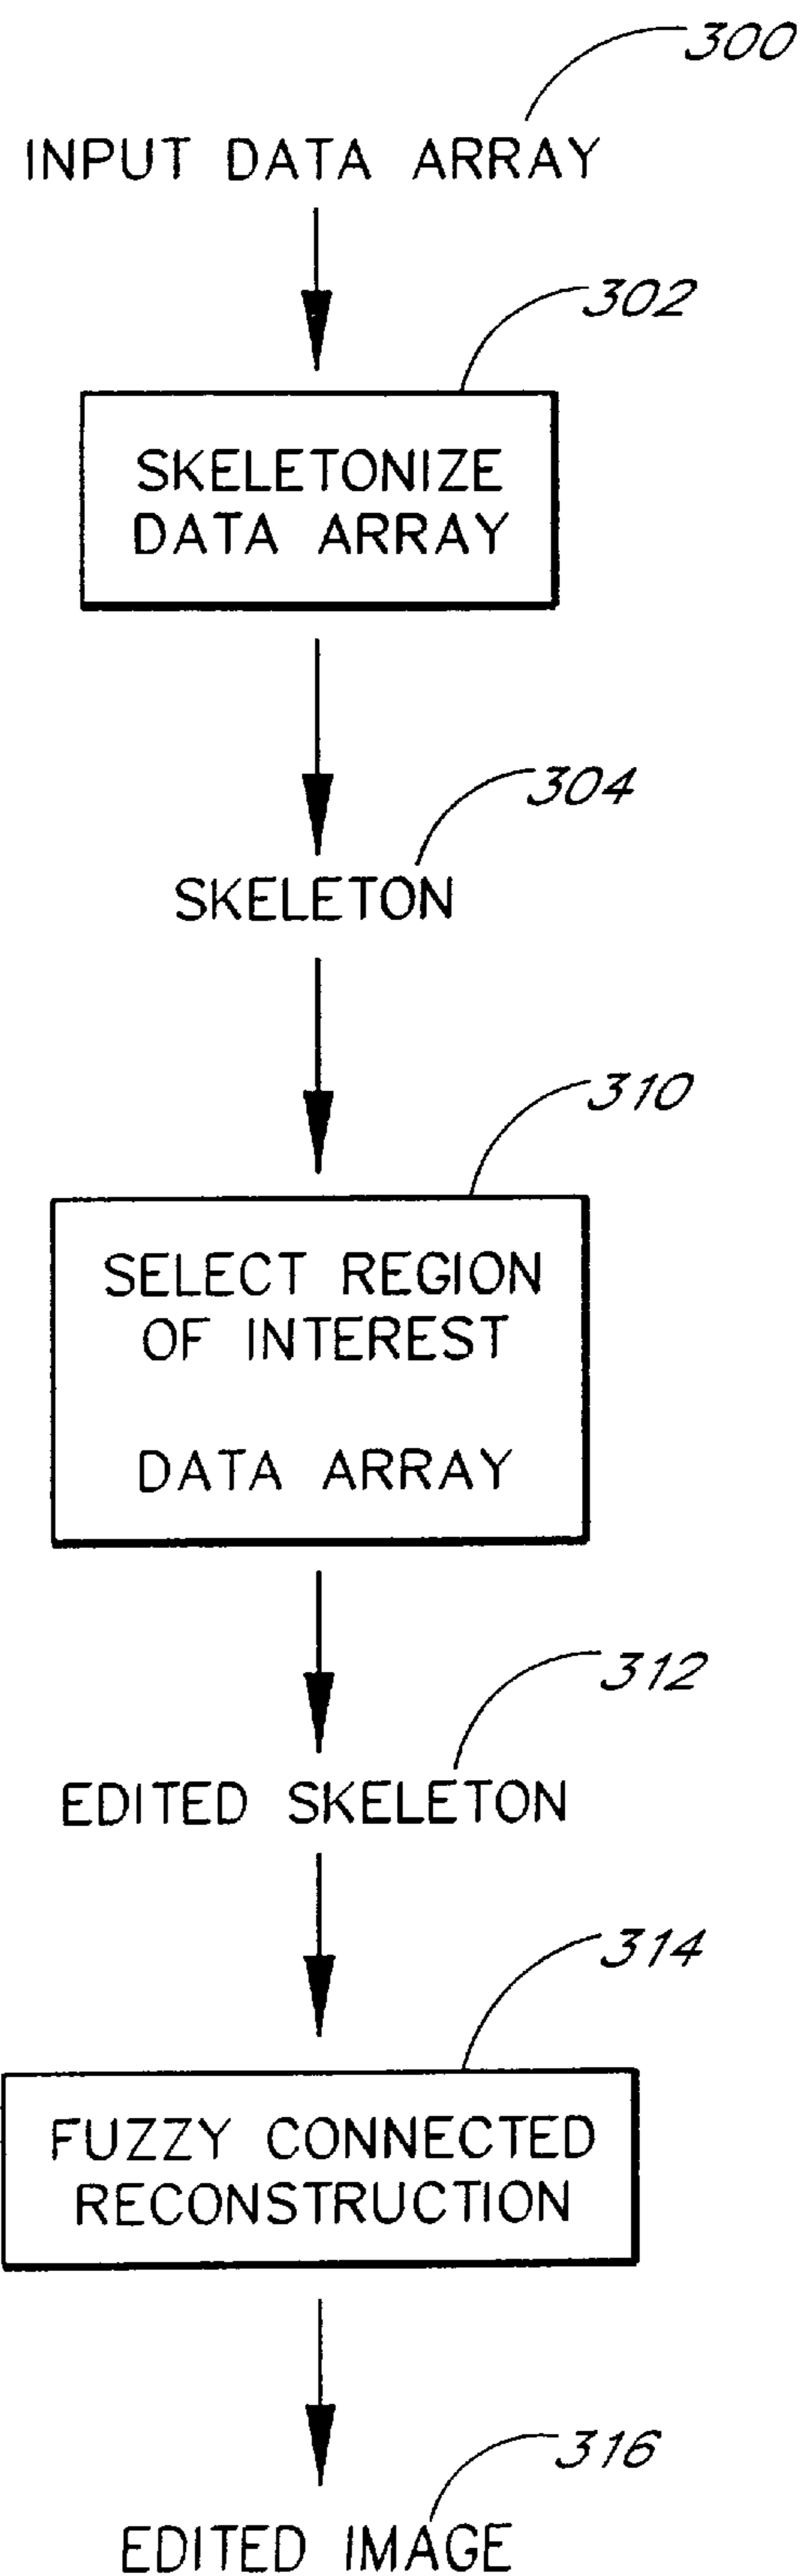 300
INPUT DATA ARRAY
302
SKELETONIZE
DATA ARRAY
304
SKELETON
310
SELECT REGION
OF INTEREST
DATA ARRAY
312
EDITED SKELETON
314
FUZZY CONNECTED
RECONSTRUCTION
316
EDITED IMAGE